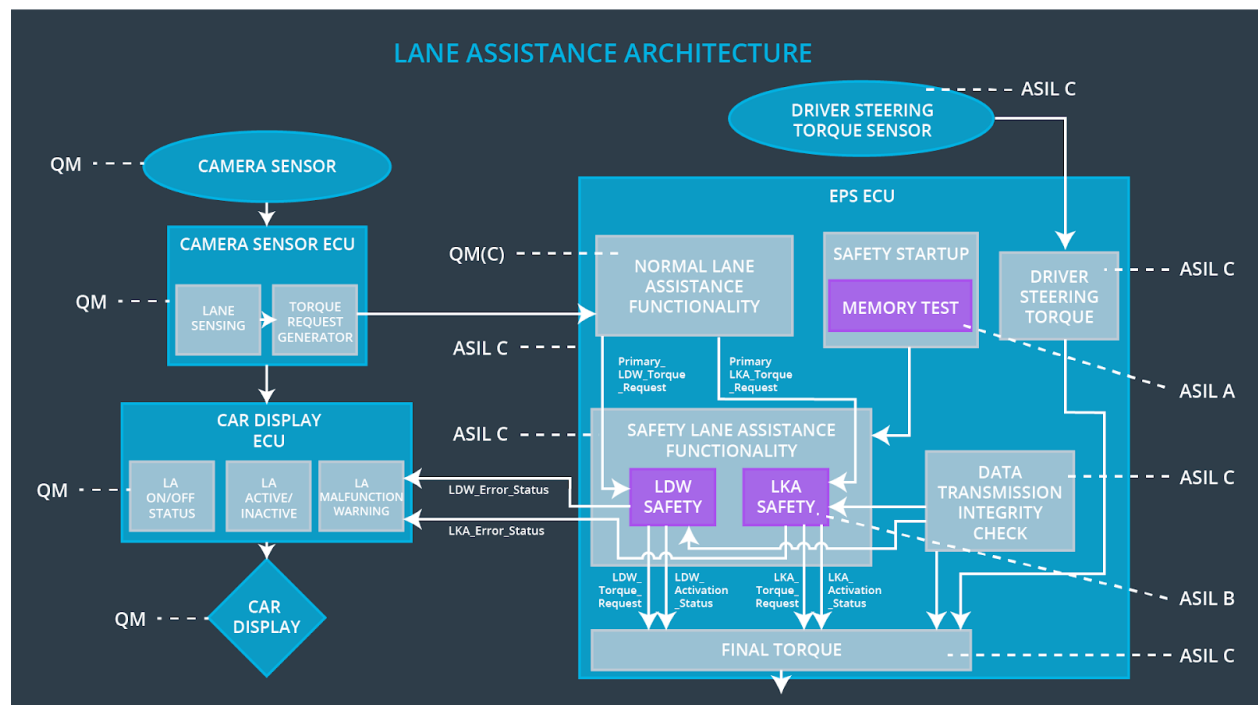 LANE ASSISTANCE ARCHITECTURE
ASIL C
DRIVER STEERING
TORQUE SENSOR
QM
CAMERA SENSOR
EPS ECU
CAMERA SENSOR ECU
QM(C)
NORMAL LANE
ASSISTANCE
FUNCTIONALITY
SAFETY STARTUP
MEMORY TEST
DRIVER
STEERING
TORQUE
ASIL C
QM
LANE
SENSING
TORQUE
REQUEST
GENERATOR
ASIL C
Primary_
LDW_Torque
_Request
Primary
LKA_Torque
_Request
ASIL A
CAR DISPLAY
ECU
ASIL C
SAFETY LANE ASSISTANCE
FUNCTIONALITY
QM
LA
ON/OFF
STATUS
LA
ACTIVE/
INACTIVE
LA
MALFUNCTION
WARNING
LDW_Error_Status
LKA_Error_Status
LDW
SAFETY
LKA
SAFETY
DATA
TRANSMISSION
INTEGRITY
CHECK
ASIL C
LDW_
Torque_
Request
LDW_
Activation
_Status
LKA_
Torque_
Request
LKA_
Activation
_Status
ASIL B
QM
CAR
DISPLAY
FINAL TORQUE
ASIL C